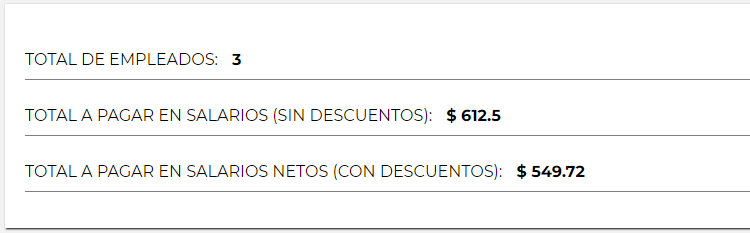 TOTAL DE EMPLEADOS: 3
TOTAL A PAGAR EN SALARIOS (SIN DESCUENTOS): $ 612.5
TOTAL A PAGAR EN SALARIOS NETOS (CON DESCUENTOS): $ 549.72